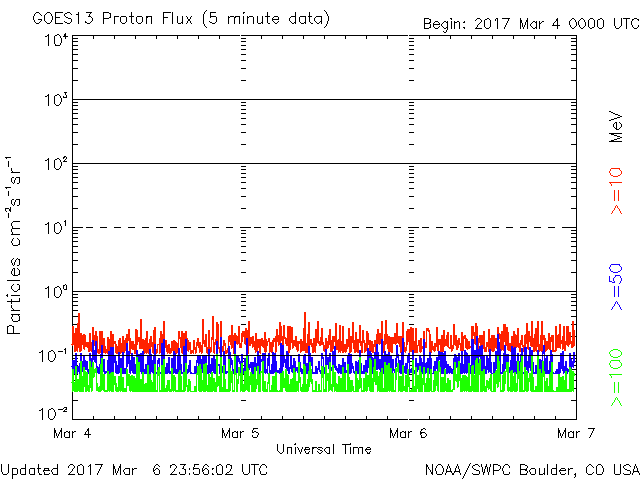 GOES13 Proton Flux (5 minute data)
Begin: 2017 Mar 4 0000 UTC
10⁴
10³
10²
10¹
10⁰
10⁻¹
10⁻²
Particles cm⁻²s⁻¹sr⁻¹
MeV
>=10
>=50
>=100
Mar 4
Mar 5
Mar 6
Mar 7
Universal Time
Updated 2017 Mar 6 23:56:02 UTC
NOAA/SWPC Boulder, CO USA